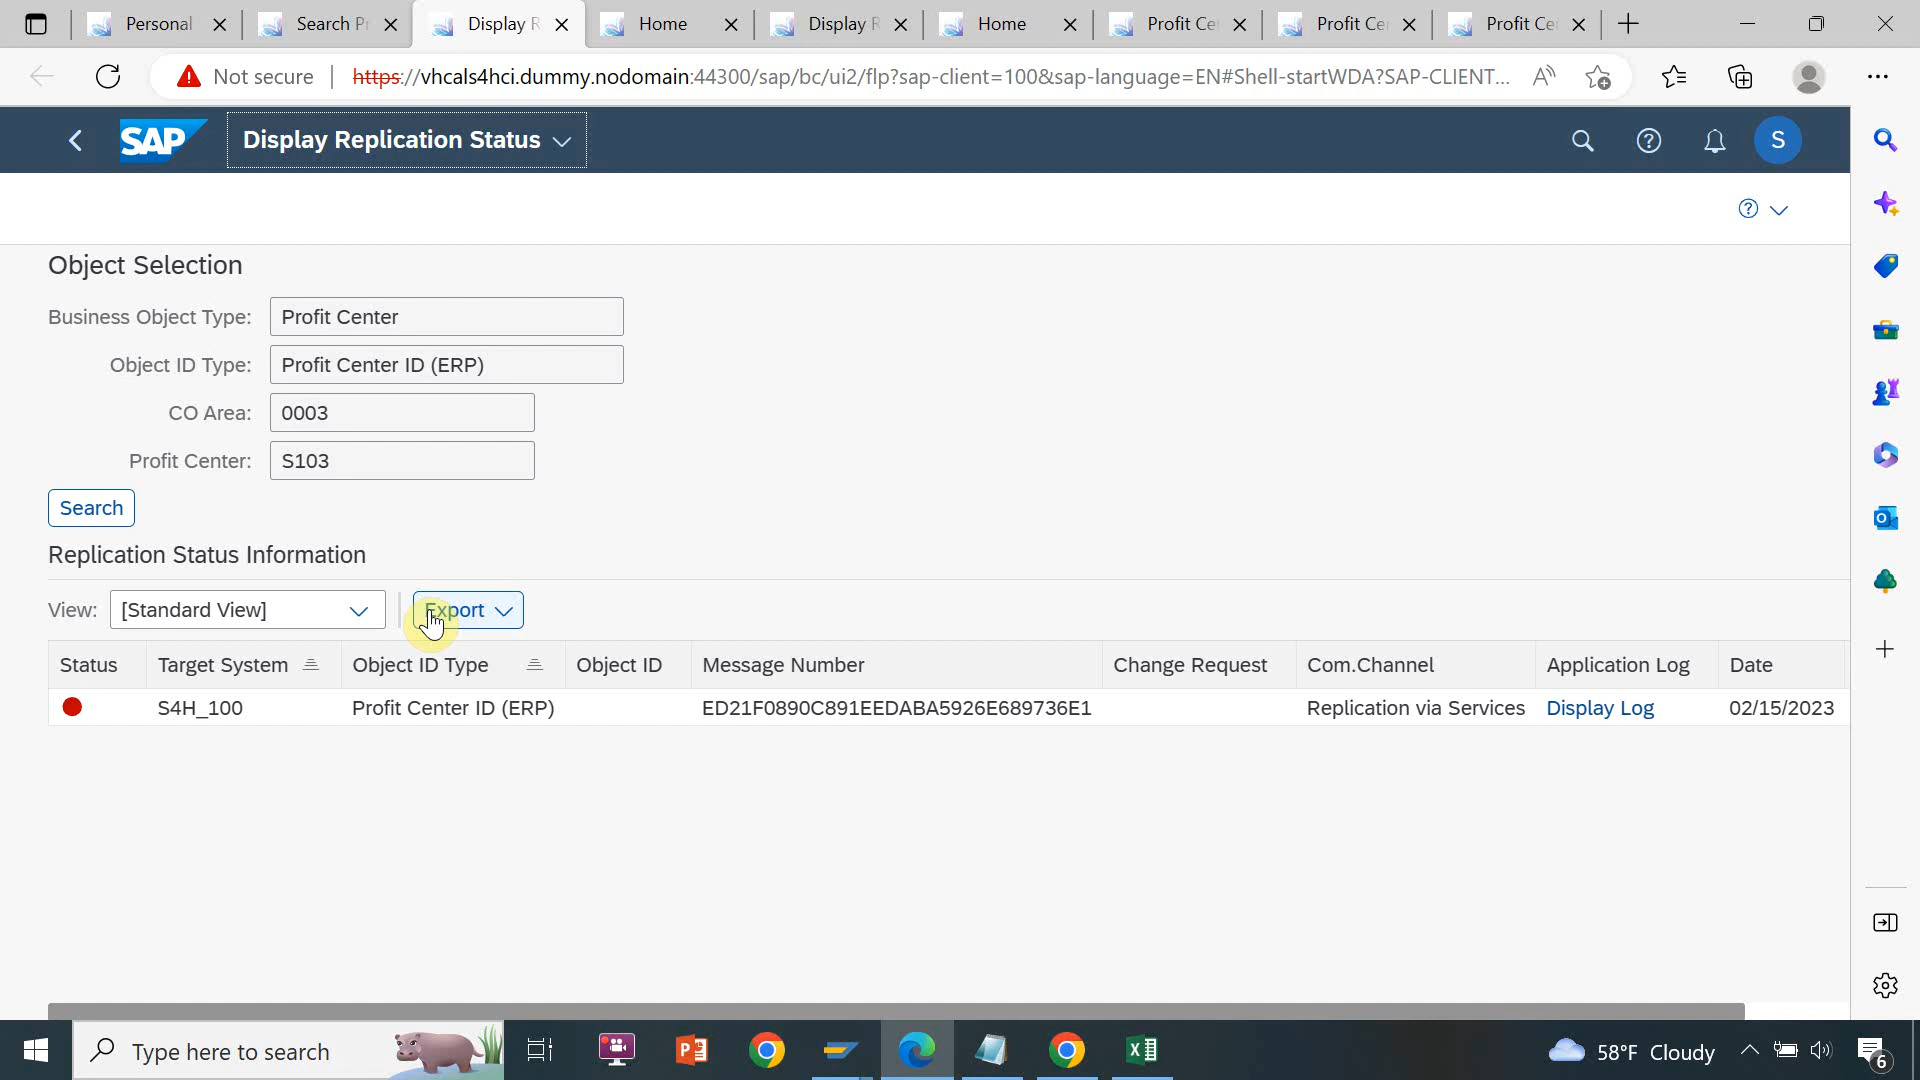 Personal
Search Pr
Display R
Home
Display R
Home
Profit Ce
Profit Ce
Profit Ce
Not secure
https://vhcals4hci.dummy.nodomain:44300/sap/bc/ui2/flp?sap-client=100&sap-language=EN#Shell-startWDA?SAP-CLIENT...
SAP
Display Replication Status
S
Object Selection
Business Object Type: Profit Center
Object ID Type: Profit Center ID (ERP)
CO Area: 0003
Profit Center: S103
Search
Replication Status Information
View: [Standard View] Export
Status Target System Object ID Type Object ID Message Number Change Request Com.Channel Application Log Date
S4H_100 Profit Center ID (ERP) ED21F0890C891EEDABA5926E689736E1 Replication via Services Display Log 02/15/2023
Type here to search
58°F Cloudy
6